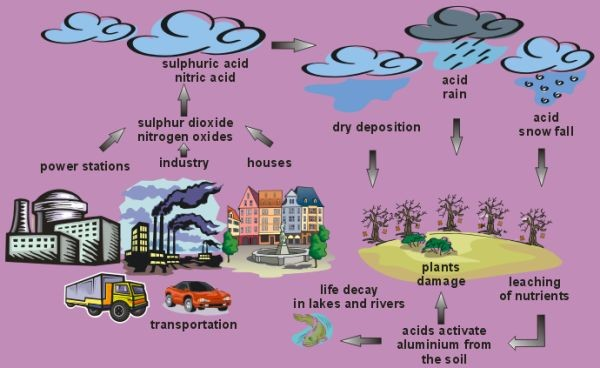 sulphuric acid
nitric acid
acid
rain
acid
snow fall
dry deposition
sulphur dioxide
nitrogen oxides
power stations
industry
houses
transportation
plants
damage
leaching
of nutrients
life decay
in lakes and rivers
acids activate
aluminium from
the soil